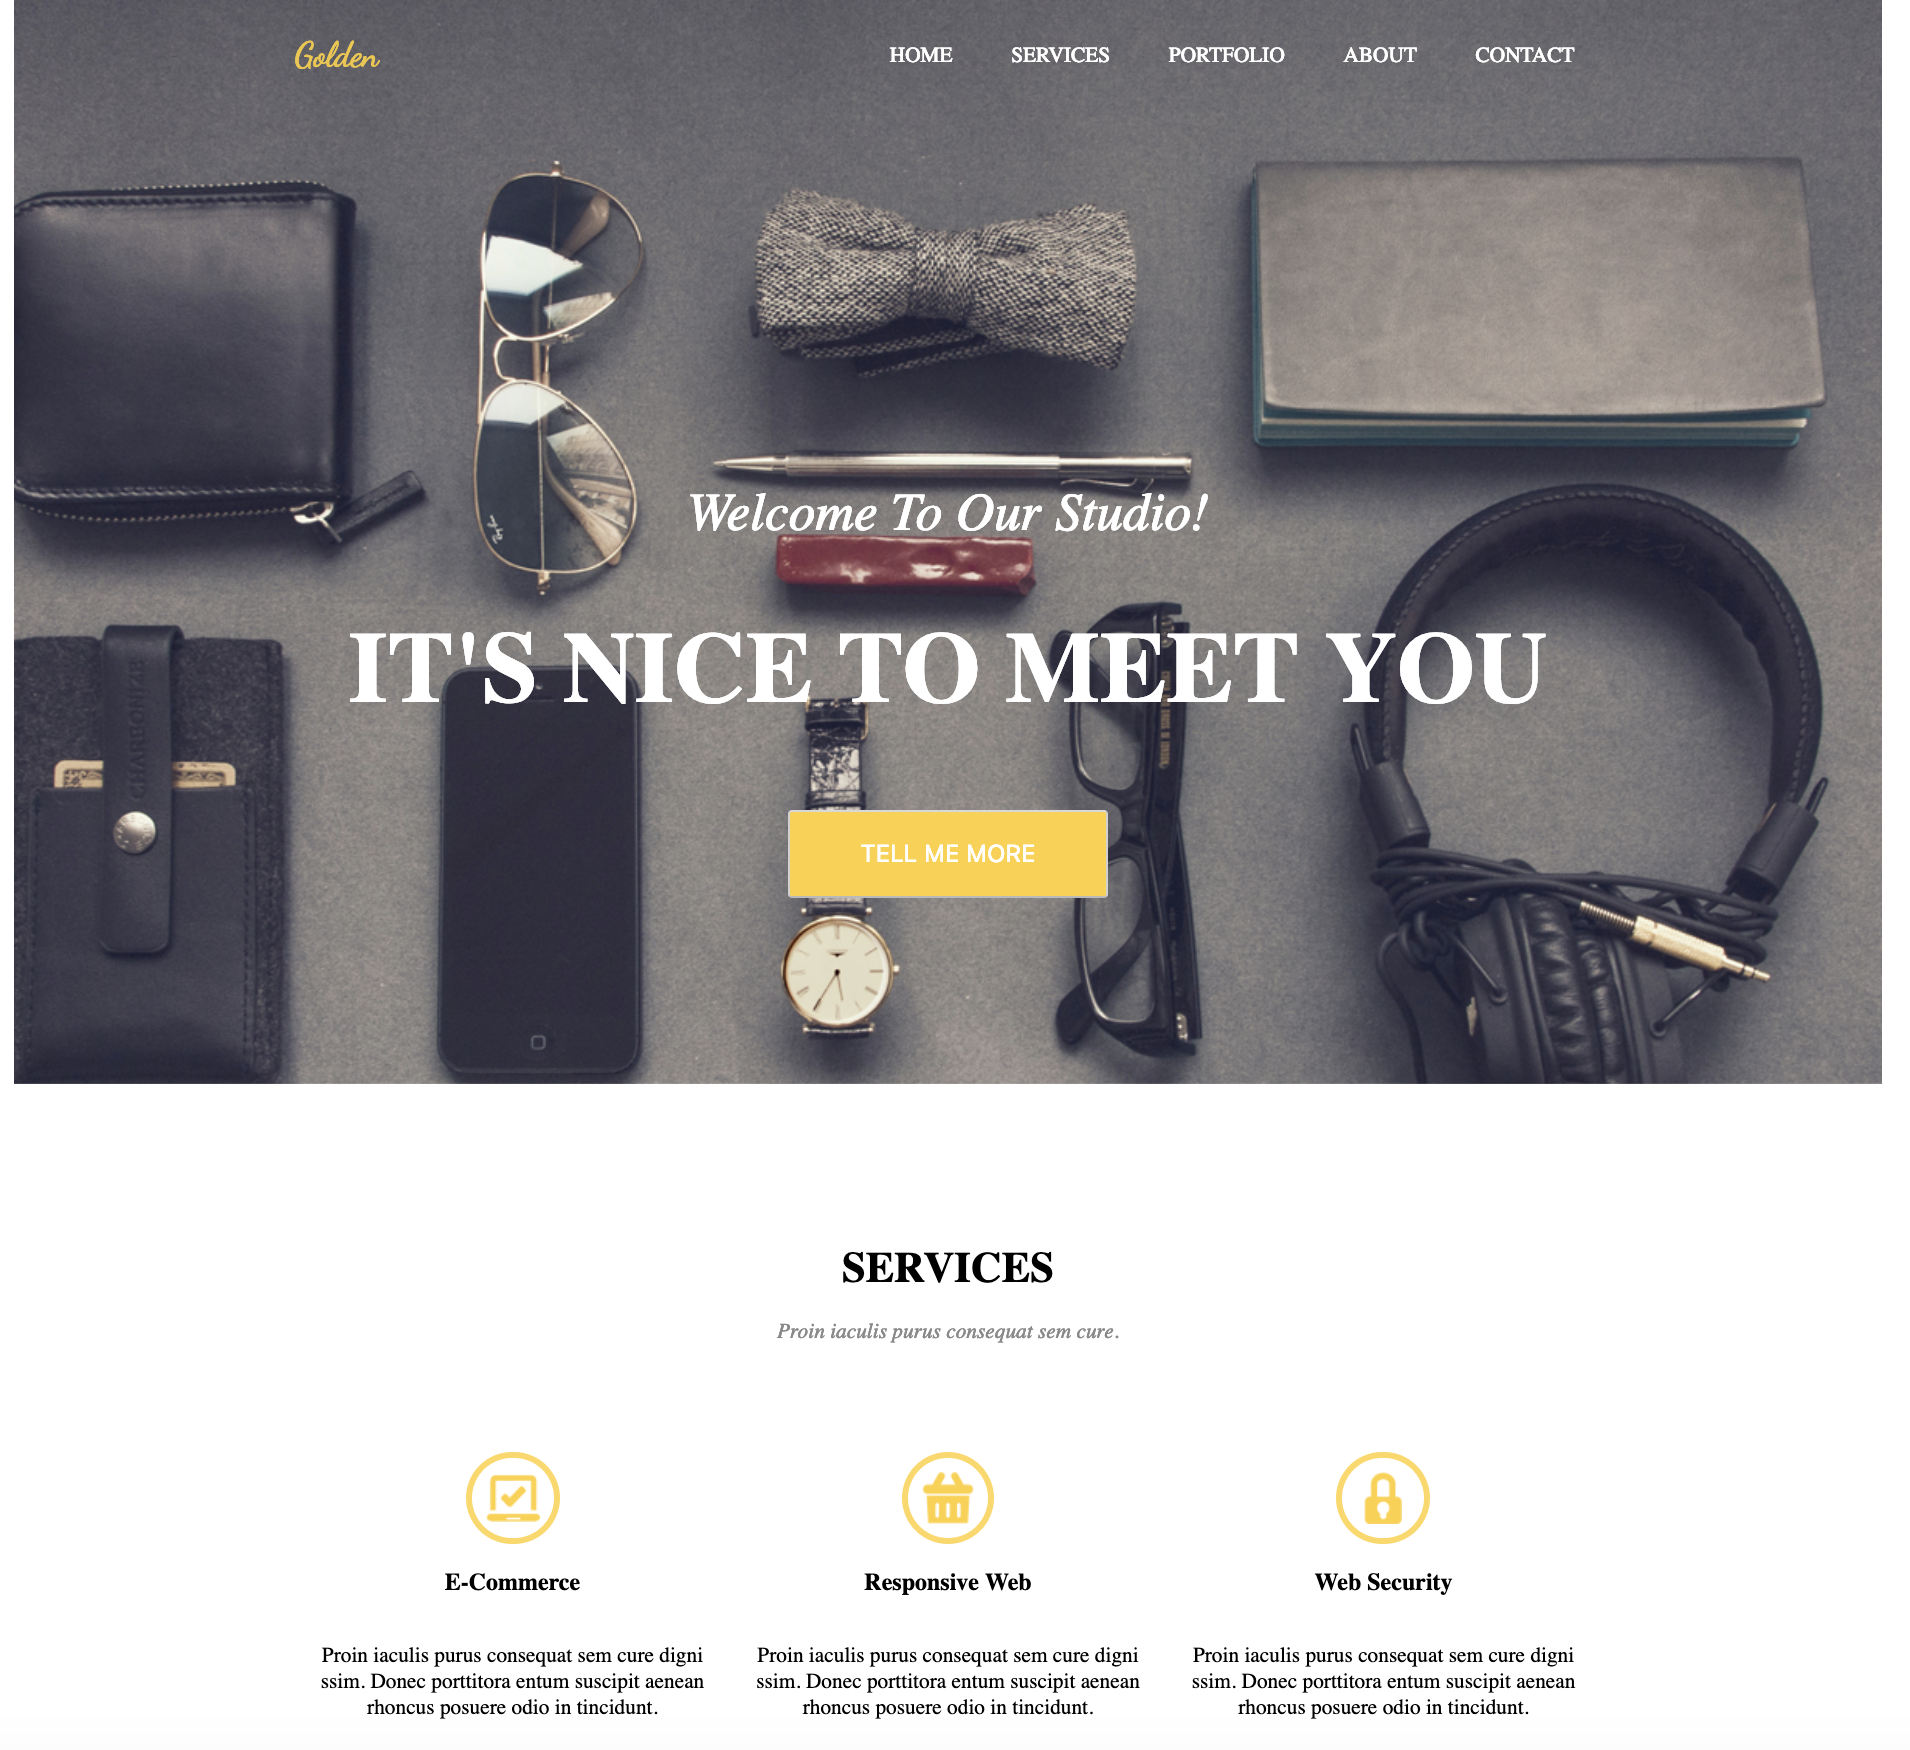 Golden
HOME SERVICES PORTFOLIO ABOUT CONTACT
Welcome To Our Studio!
IT'S NICE TO MEET YOU
CHARBONNIZE
TELL ME MORE
SERVICES
Proin iaculis purus consequat sem cure.
E-Commerce
Proin iaculis purus consequat sem cure digni
ssim. Donec porttitora entum suscipit aenean
rhoncus posuere odio in tincidunt.
Responsive Web
Proin iaculis purus consequat sem cure digni
ssim. Donec porttitora entum suscipit aenean
rhoncus posuere odio in tincidunt.
Web Security
Proin iaculis purus consequat sem cure digni
ssim. Donec porttitora entum suscipit aenean
rhoncus posuere odio in tincidunt.